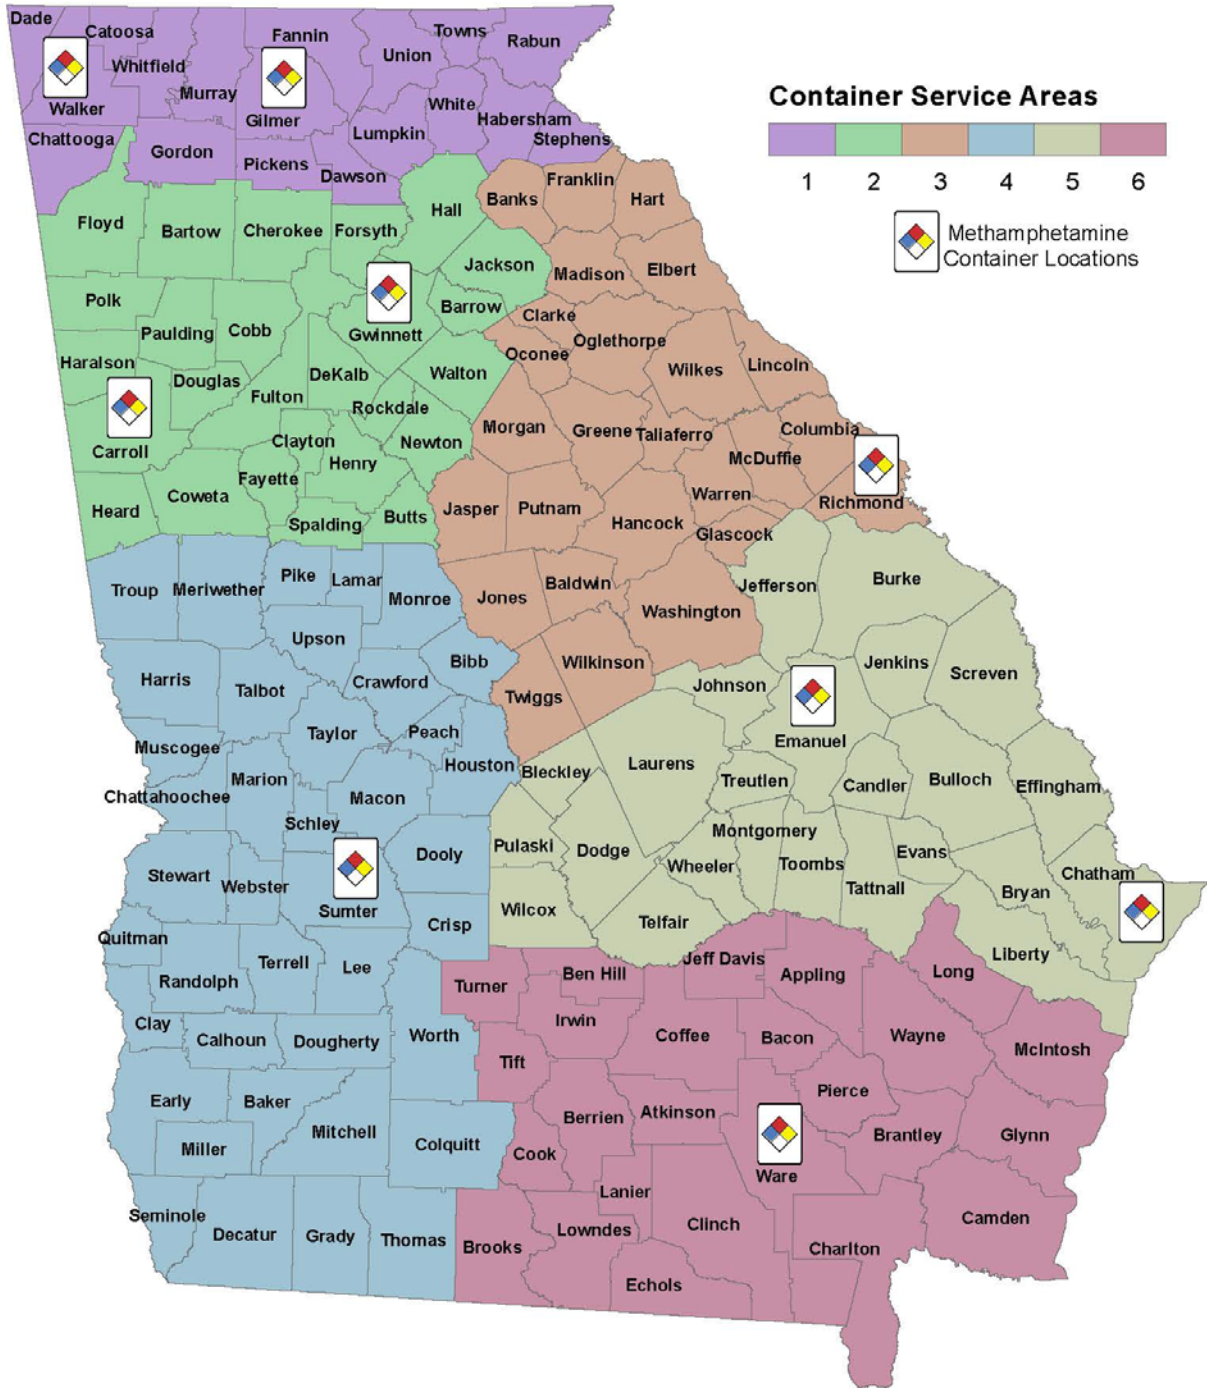 Dade
Catoosa
Fannin
Towns
Rabun
Union
Whitfield
Murray
Walker
Gilmer
White
Habersham
Lumpkin
Stephens
Chattooga
Gordon
Pickens
Dawson
Container Service Areas
1 2 3 4 5 6
Methamphetamine
Container Locations
Franklin
Banks
Hart
Hall
Floyd
Bartow
Cherokee
Forsyth
Jackson
Madison
Elbert
Polk
Barrow
Paulding
Cobb
Gwinnett
Clarke
Oglethorpe
Oconee
Haralson
Douglas
DeKalb
Walton
Wilkes
Lincoln
Fulton
Rockdale
Carroll
Clayton
Newton
Morgan
Greene
Taliaferro
Columbia
Henry
McDuffie
Fayette
Coweta
Heard
Spalding
Butts
Jasper
Putnam
Warren
Richmond
Hancock
Glascock
Troup
Meriwether
Pike
Lamar
Monroe
Jones
Baldwin
Jefferson
Burke
Washington
Upson
Bibb
Wilkinson
Jenkins
Screven
Harris
Talbot
Crawford
Twiggs
Johnson
Muscogee
Taylor
Peach
Emanuel
Houston
Bleckley
Laurens
Treutlen
Candler
Bulloch
Effingham
Chattahoochee
Marion
Macon
Schley
Dooly
Pulaski
Dodge
Montgomery
Wheeler
Toombs
Evans
Tattnall
Chatham
Bryan
Stewart
Webster
Sumter
Crisp
Wilcox
Telfair
Liberty
Quitman
Randolph
Terrell
Lee
Turner
Ben Hill
Jeff Davis
Appling
Long
Clay
Calhoun
Dougherty
Worth
Irwin
Coffee
Bacon
Wayne
McIntosh
Tift
Early
Baker
Mitchell
Berrien
Atkinson
Pierce
Miller
Colquitt
Cook
Brantley
Glynn
Ware
Seminole
Decatur
Grady
Thomas
Brooks
Lanier
Lowndes
Clinch
Camden
Charlton
Echols